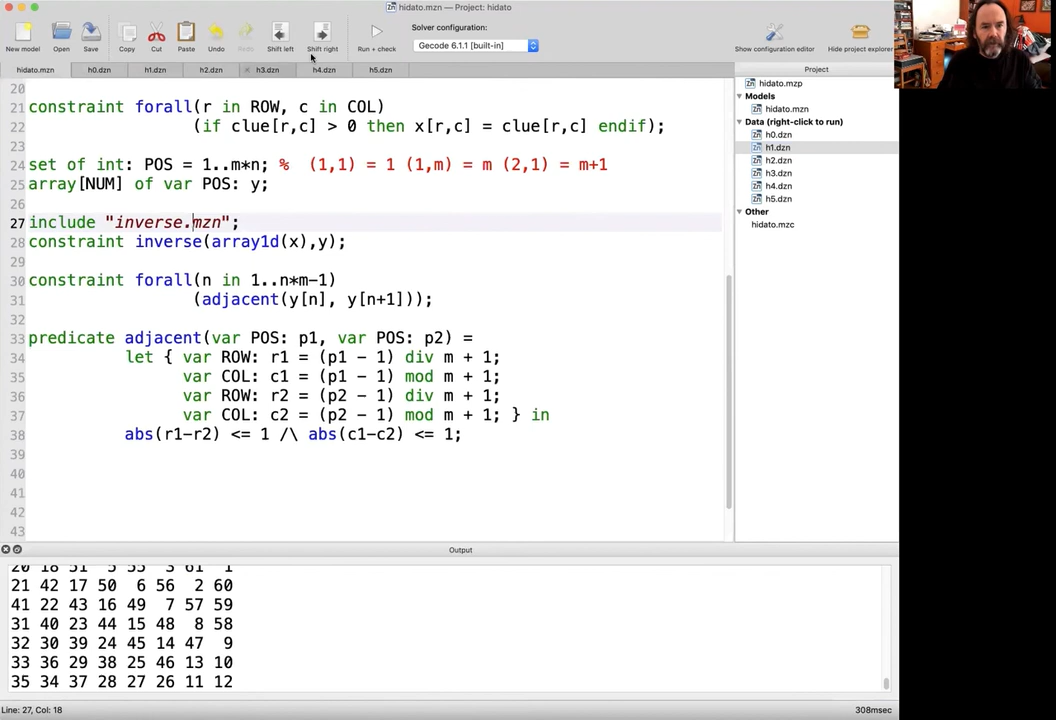 hidato.mzn — Project: hidato
New model
Open
Save
Copy
Cut
Paste
Undo
Redo
Shift left
Shift right
Run + check
Solver configuration:
Gecode 6.1.1 [built-in]
Show configuration editor
Hide project explorer
hidato.mzn
h0.dzn
h1.dzn
h2.dzn
h3.dzn
h4.dzn
h5.dzn
20
21 constraint forall(r in ROW, c in COL)
22 (if clue[r,c] > 0 then x[r,c] = clue[r,c] endif);
23
24 set of int: POS = 1..m*n; % (1,1) = 1 (1,m) = m (2,1) = m+1
25 array[NUM] of var POS: y;
26
27 include "inverse.mzn";
28 constraint inverse(array1d(x),y);
29
30 constraint forall(n in 1..n*m-1)
31 (adjacent(y[n], y[n+1]));
32
33 predicate adjacent(var POS: p1, var POS: p2) =
34 let { var ROW: r1 = (p1 - 1) div m + 1;
35 var COL: c1 = (p1 - 1) mod m + 1;
36 var ROW: r2 = (p2 - 1) div m + 1;
37 var COL: c2 = (p2 - 1) mod m + 1; } in
38 abs(r1-r2) <= 1 /\ abs(c1-c2) <= 1;
39
40
41
42
43
Project
hidato.mzp
Models
hidato.mzn
Data (right-click to run)
h0.dzn
h1.dzn
h2.dzn
h3.dzn
h4.dzn
h5.dzn
Other
hidato.mzc
Output
20 18 51 5 55 3 61 1
21 42 17 50 6 56 2 60
41 22 43 16 49 7 57 59
31 40 23 44 15 48 8 58
32 30 39 24 45 14 47 9
33 36 29 38 25 46 13 10
35 34 37 28 27 26 11 12
Line: 27, Col: 18
308msec